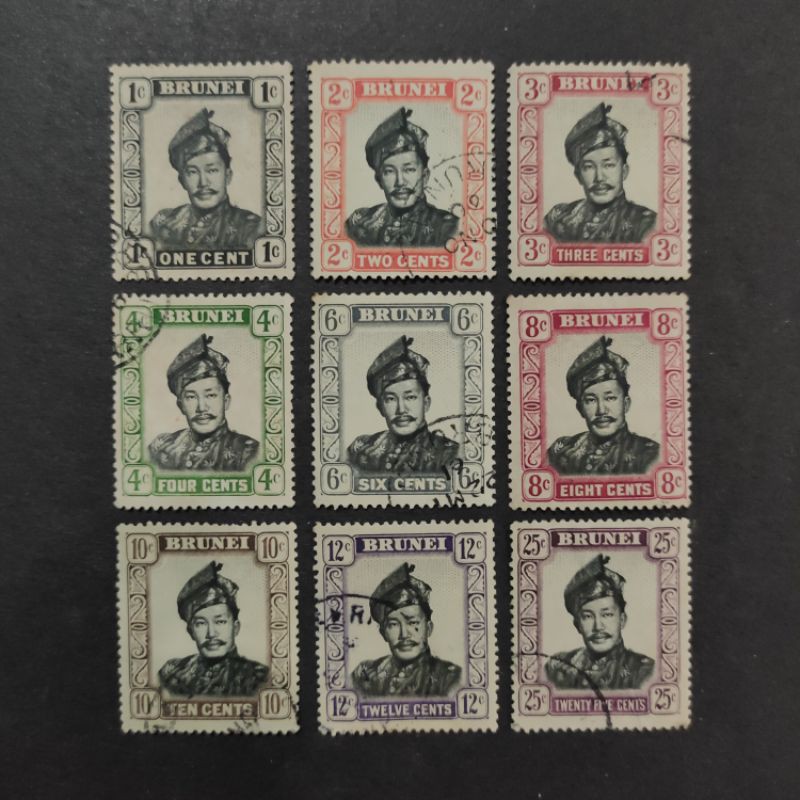 1c BRUNEI 1c
1c ONE CENT 1c
2c BRUNEI 2c
2c TWO CENTS 2c
3c BRUNEI 3c
3c THREE CENTS 3c
4c BRUNEI 4c
4c FOUR CENTS 4c
6c BRUNEI 6c
6c SIX CENTS 6c
8c BRUNEI 8c
8c EIGHT CENTS 8c
10c BRUNEI 10c
10c TEN CENTS 10c
12c BRUNEI 12c
12c TWELVE CENTS 12c
25c BRUNEI 25c
25c TWENTY FIVE CENTS 25c